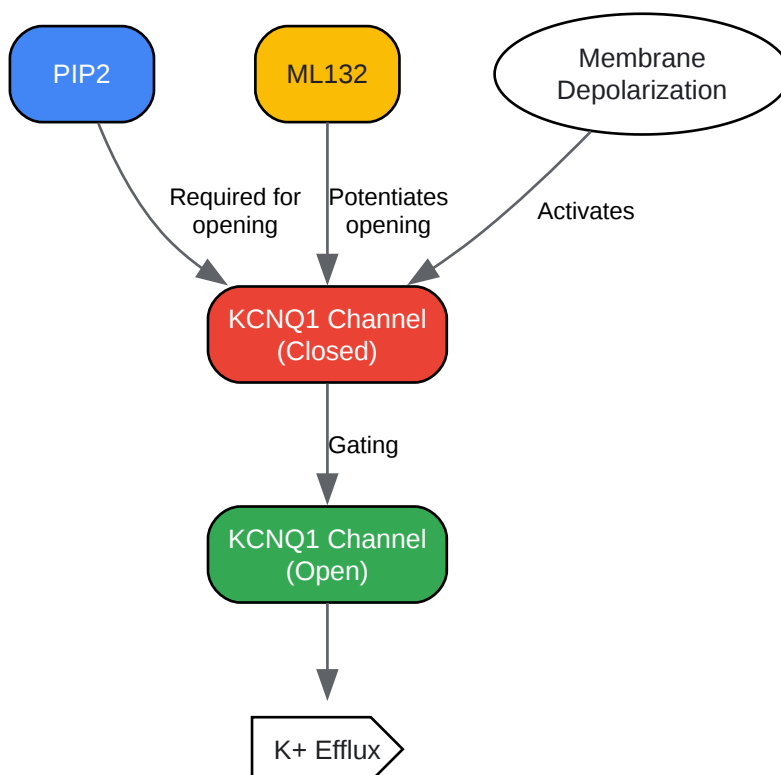 PIP2
ML132
Membrane
Depolarization
Required for
opening
Potentiates
opening
Activates
KCNQ1 Channel
(Closed)
Gating
KCNQ1 Channel
(Open)
K+ Efflux